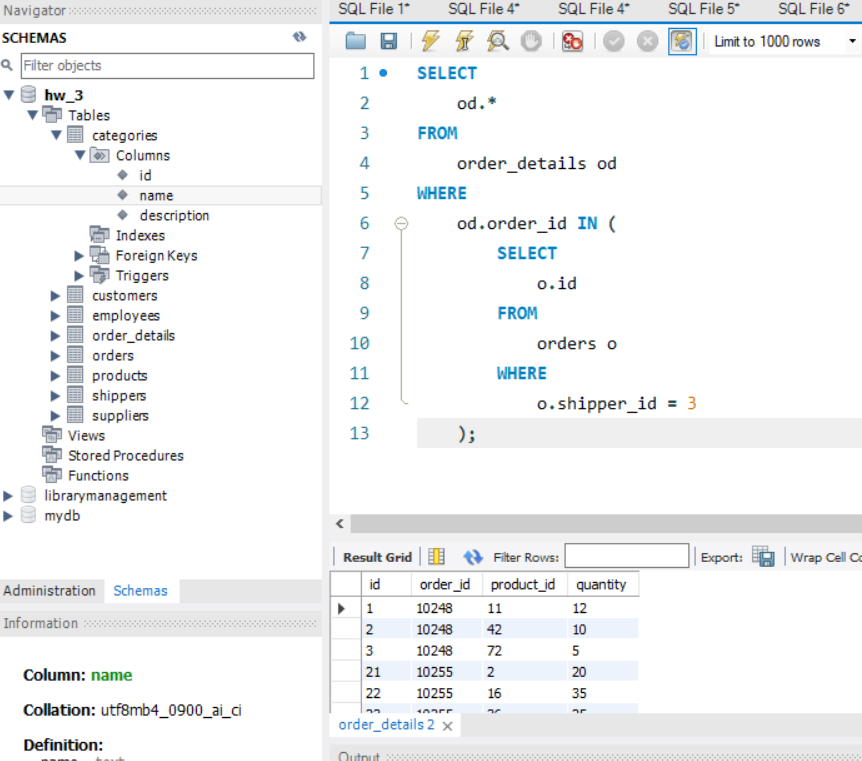 Navigator
SCHEMAS
Filter objects
hw_3
Tables
categories
Columns
id
name
description
Indexes
Foreign Keys
Triggers
customers
employees
order_details
orders
products
shippers
suppliers
Views
Stored Procedures
Functions
librarymanagement
mydb
Administration Schemas
Information
Column: name
Collation: utf8mb4_0900_ai_ci
Definition:
name text
SQL File 1* SQL File 4* SQL File 4* SQL File 5* SQL File 6*
Limit to 1000 rows
1 SELECT
2 od.*
3 FROM
4 order_details od
5 WHERE
6 od.order_id IN (
7 SELECT
8 o.id
9 FROM
10 orders o
11 WHERE
12 o.shipper_id = 3
13 );
Result Grid Filter Rows: Export: Wrap Cell Co
id order_id product_id quantity
1 10248 11 12
2 10248 42 10
3 10248 72 5
21 10255 2 20
22 10255 16 35
23 10255 36 25
order_details 2
Output